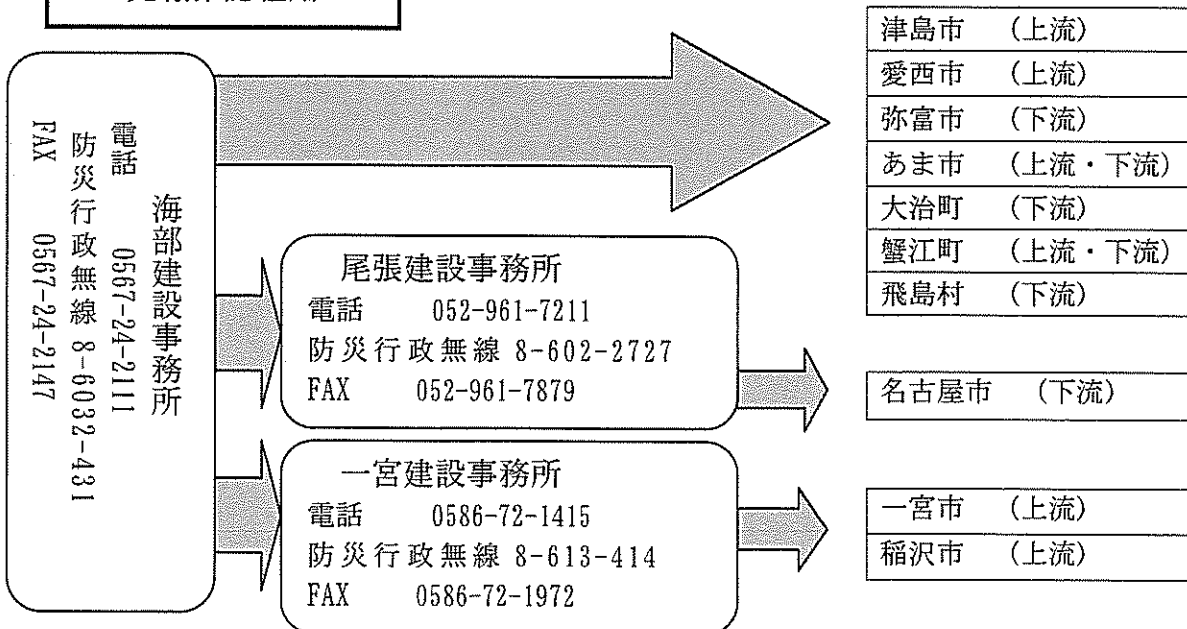 海部建設事務所
電話 0567-24-2111
防災行政無線 8-6032-431
FAX 0567-24-2147
尾張建設事務所
電話 052-961-7211
防災行政無線 8-602-2727
FAX 052-961-7879
一宮建設事務所
電話 0586-72-1415
防災行政無線 8-613-414
FAX 0586-72-1972
津島市 (上流)
愛西市 (上流)
弥富市 (下流)
あま市 (上流・下流)
大治町 (下流)
蟹江町 (上流・下流)
飛島村 (下流)
名古屋市 (下流)
一宮市 (上流)
稲沢市 (上流)